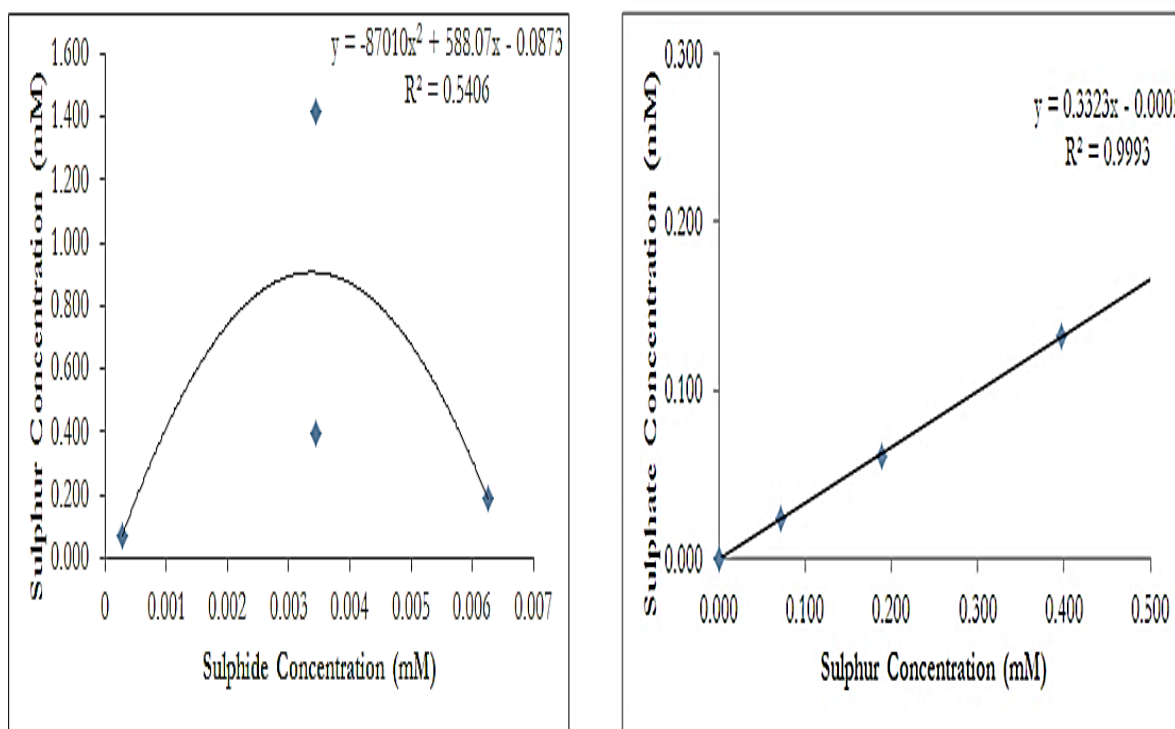 y = -87010x² + 588.07x - 0.0873
R² = 0.5406
1.600
1.400
1.200
1.000
0.800
0.600
0.400
0.200
0.000
Sulphur Concentration (mM)
0 0.001 0.002 0.003 0.004 0.005 0.006 0.007
Sulphide Concentration (mM)
y = 0.3323x - 0.000
R² = 0.9993
0.300
0.200
0.100
0.000
Sulphate Concentration (mM)
0.000 0.100 0.200 0.300 0.400 0.500
Sulphur Concentration (mM)